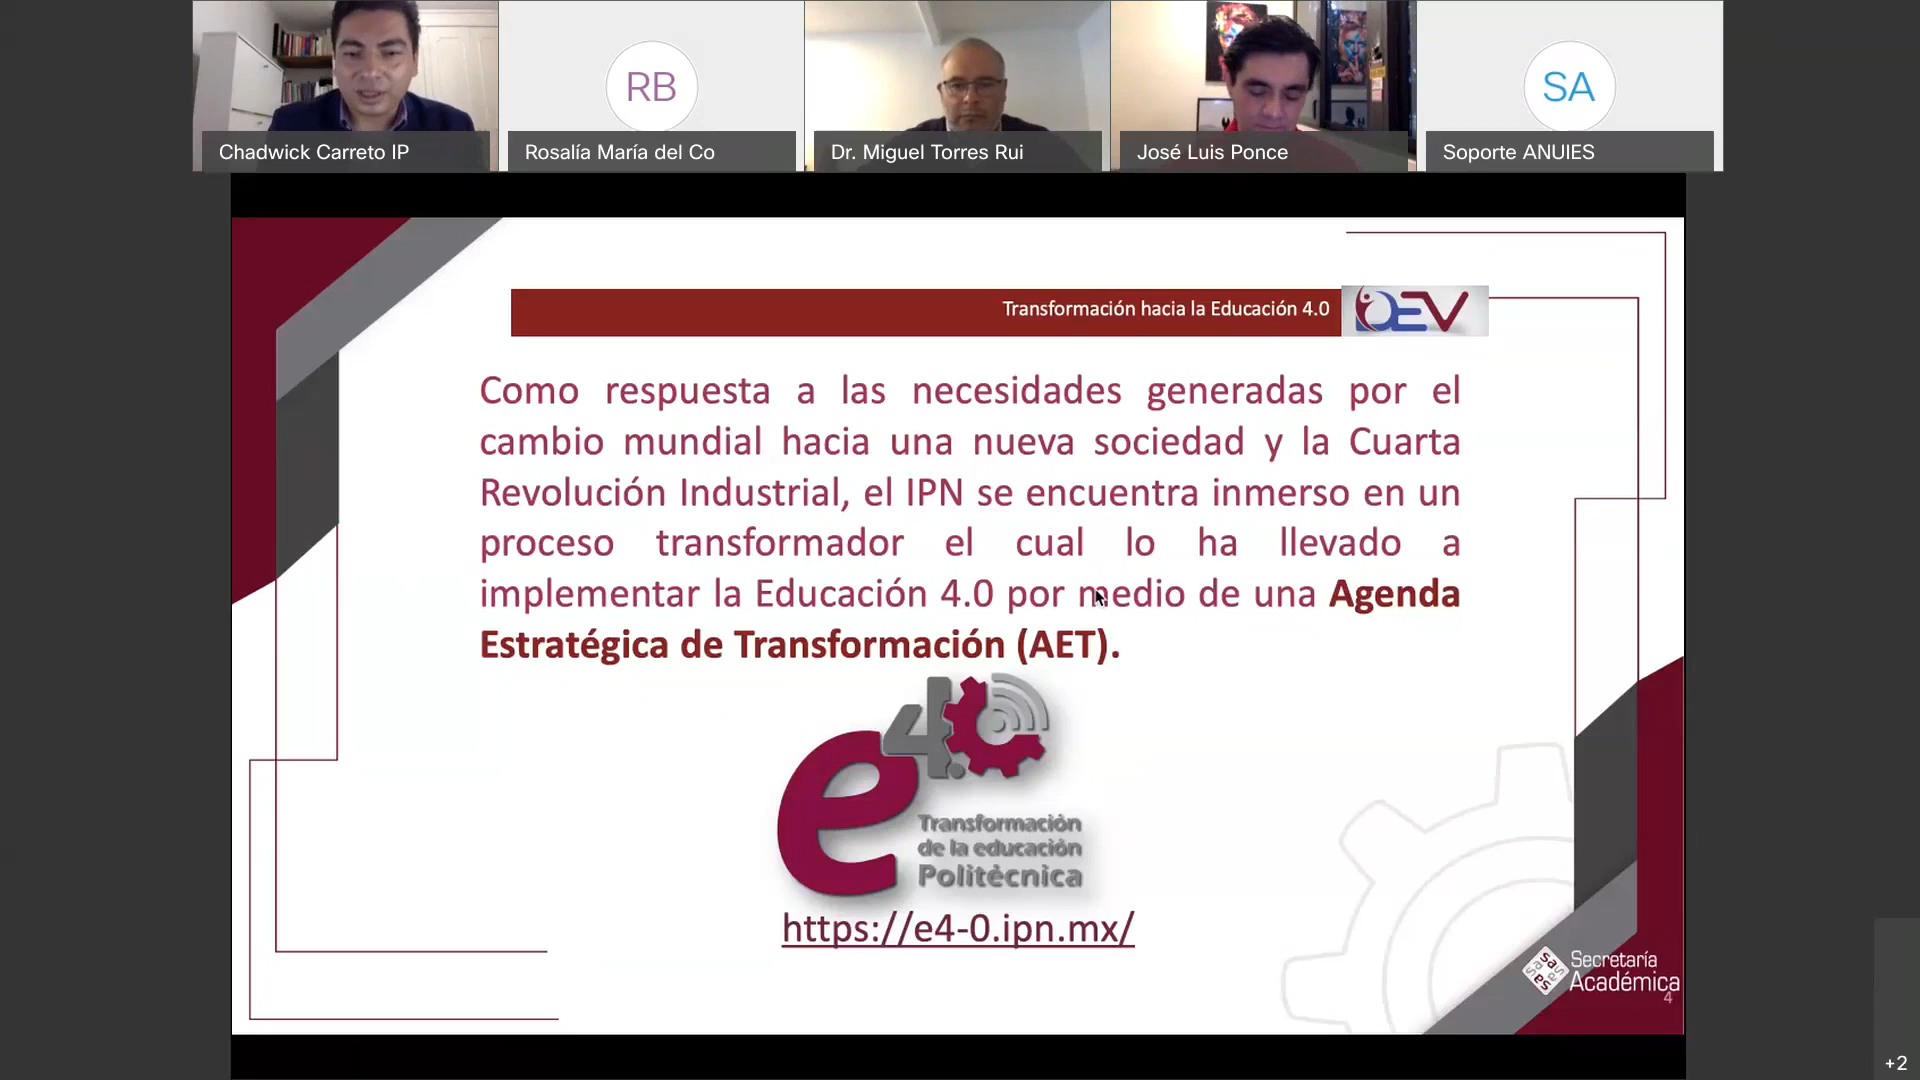 RB
SA
Chadwick Carreto IP
Rosalía María del Co
Dr. Miguel Torres Rui
José Luis Ponce
Soporte ANUIES
Transformación hacia la Educación 4.0
DEV
Como respuesta a las necesidades generadas por el
cambio mundial hacia una nueva sociedad y la Cuarta
Revolución Industrial, el IPN se encuentra inmerso en un
proceso transformador el cual lo ha llevado a
implementar la Educación 4.0 por medio de una Agenda
Estratégica de Transformación (AET).
e4.0
Transformación
de la educación
Politécnica
https://e4-0.ipn.mx/
Secretaría
Académica
4
+2